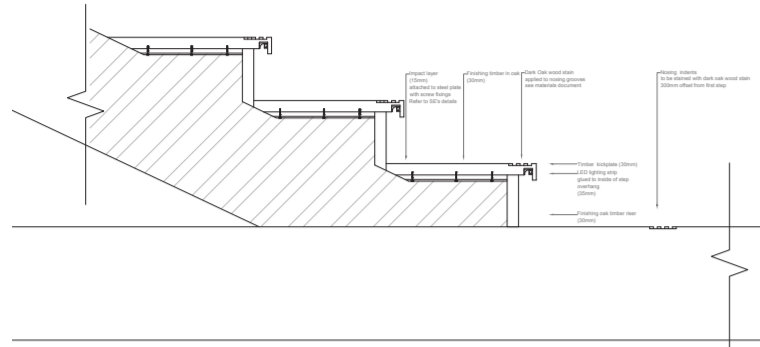 Impact layer
(15mm)
attached to steel plate
with screw fixings
Refer to SE's details
Finishing timber in oak
(30mm)
Dark Oak wood stain
applied to nosing grooves
see materials document
Nosing indents
to be stained with dark oak wood stain
300mm offset from first step
Timber kickplate (30mm)
LED lighting strip
glued to inside of step
overhang
(35mm)
Finishing oak timber riser
(30mm)